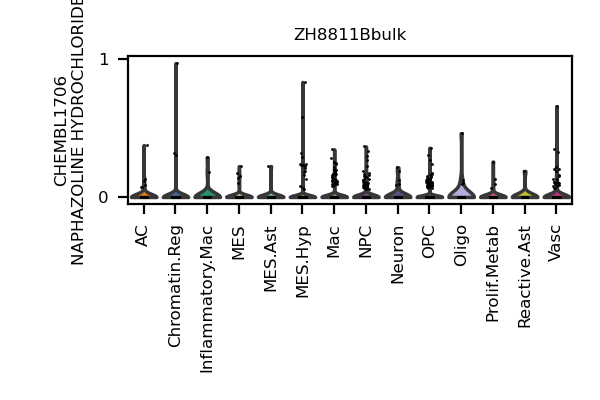 ZH8811Bbulk
CHEMBL1706
NAPHAZOLINE HYDROCHLORIDE
1
0
AC
Chromatin.Reg
Inflammatory.Mac
MES
MES.Ast
MES.Hyp
Mac
NPC
Neuron
OPC
Oligo
Prolif.Metab
Reactive.Ast
Vasc